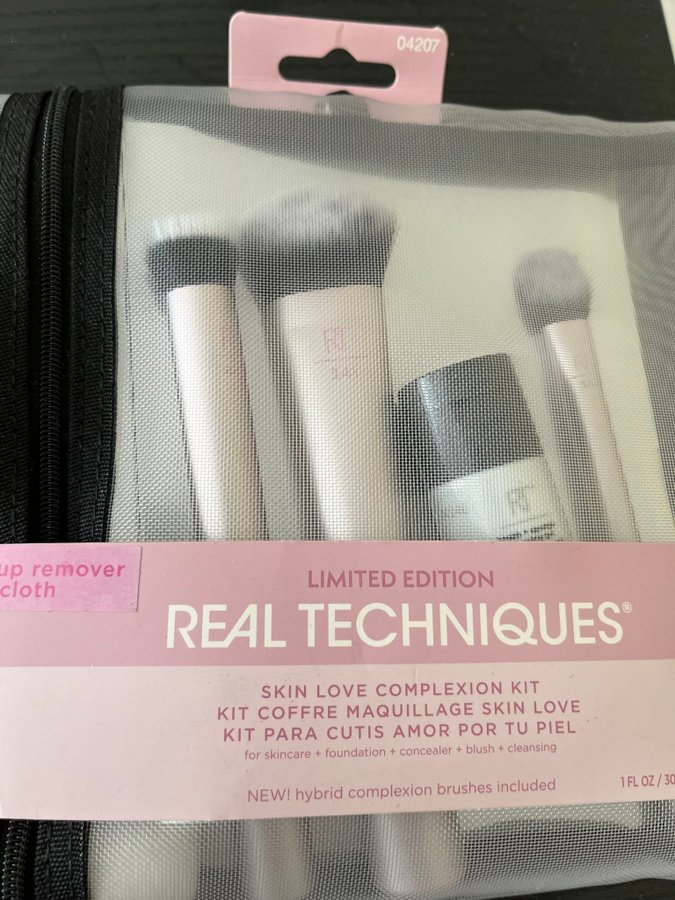 04207
RT
RT
up remover
cloth
LIMITED EDITION
REAL TECHNIQUES®
SKIN LOVE COMPLEXION KIT
KIT COFFRE MAQUILLAGE SKIN LOVE
KIT PARA CUTIS AMOR POR TU PIEL
for skincare + foundation + concealer + blush + cleansing
NEW! hybrid complexion brushes included
1 FL OZ / 30